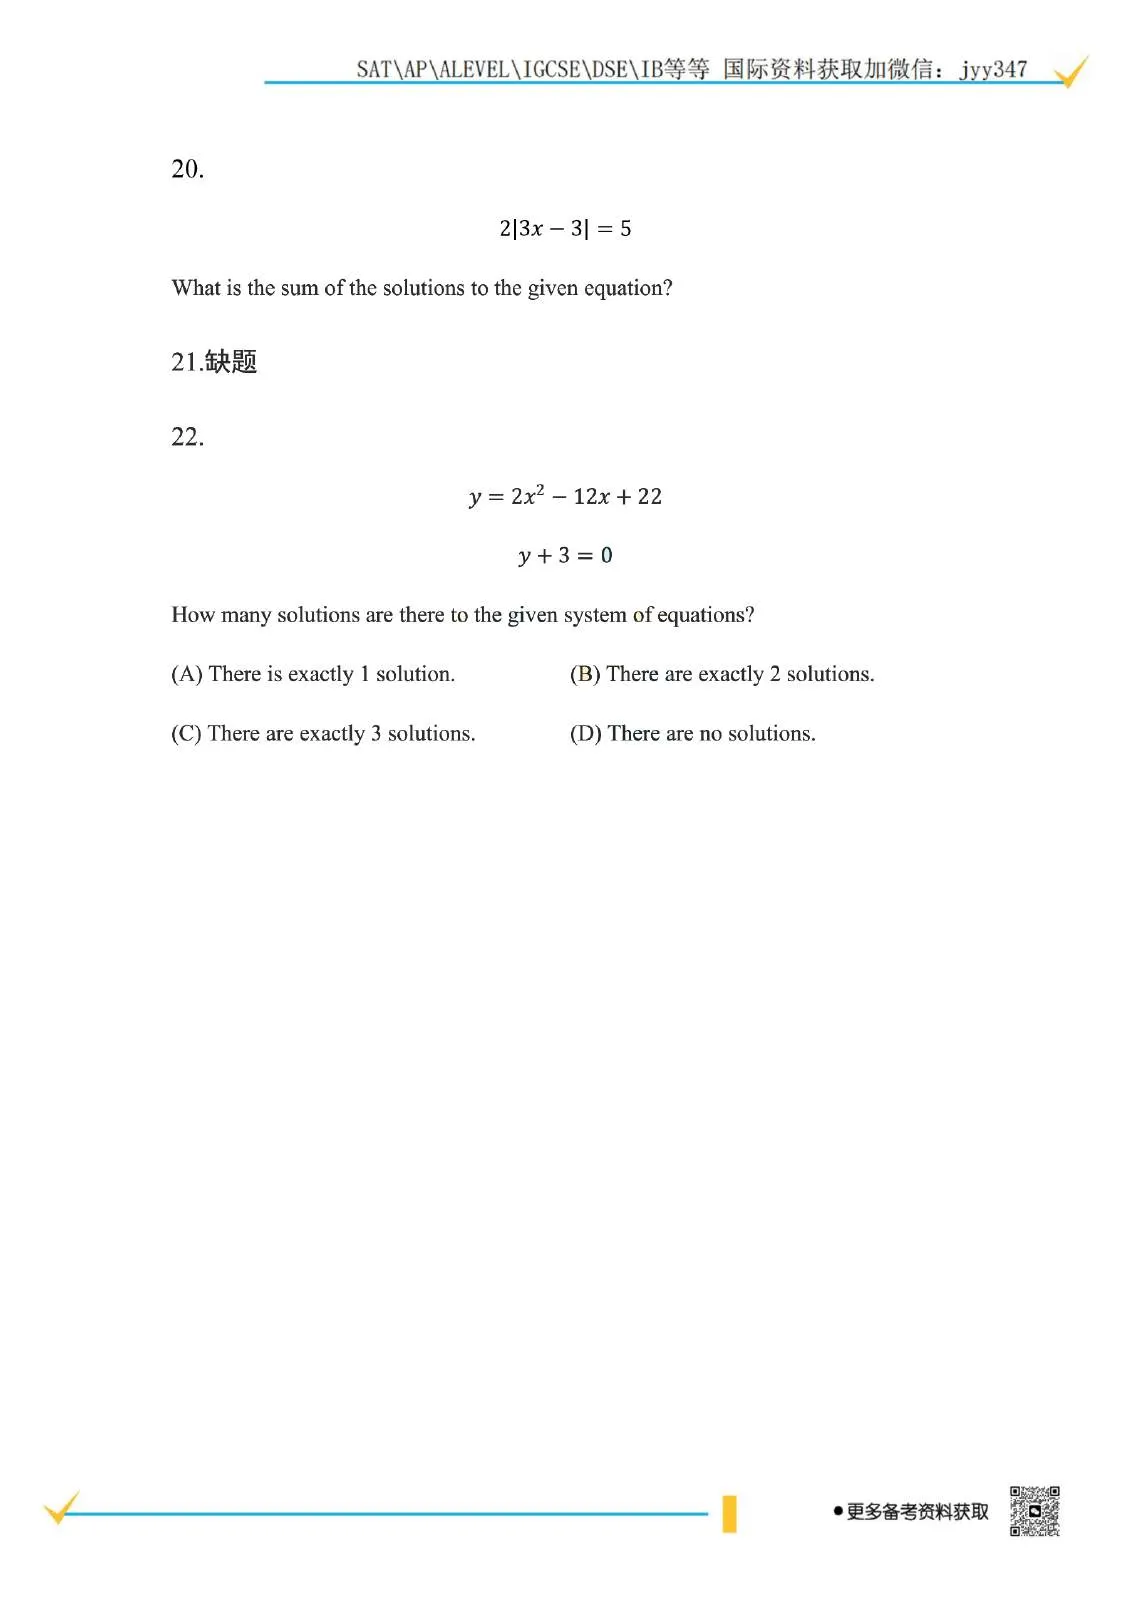 SAT\AP\ALEVEL\IGCSE\DSE\IB等等 国际资料获取加微信：jyy347
20.
2|3x − 3| = 5
What is the sum of the solutions to the given equation?
21.缺题
22.
y = 2x² − 12x + 22
y + 3 = 0
How many solutions are there to the given system of equations?
(A) There is exactly 1 solution. (B) There are exactly 2 solutions.
(C) There are exactly 3 solutions. (D) There are no solutions.
●更多备考资料获取